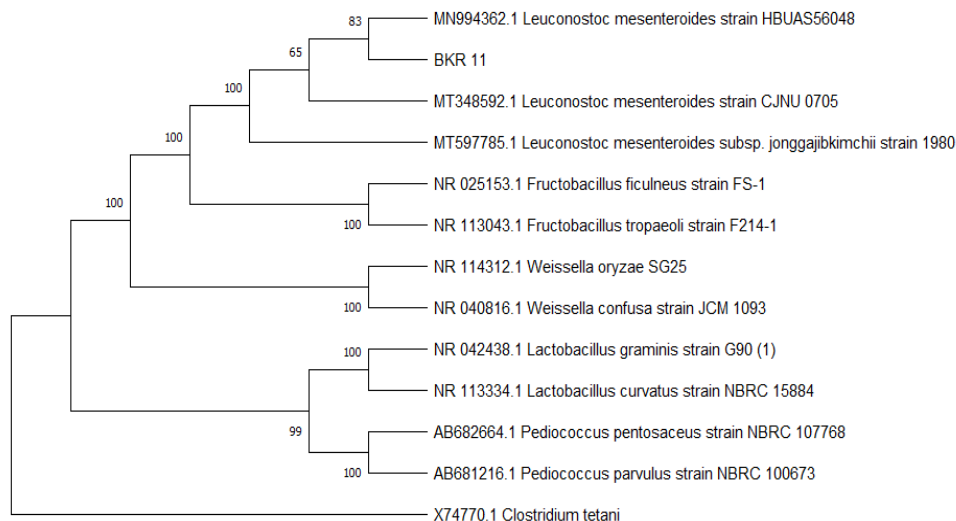 83
MN994362.1 Leuconostoc mesenteroides strain HBUAS56048
65
BKR 11
100
MT348592.1 Leuconostoc mesenteroides strain CJNU 0705
100
MT597785.1 Leuconostoc mesenteroides subsp. jonggajibkimchii strain 1980
NR 025153.1 Fructobacillus ficulneus strain FS-1
100
100
NR 113043.1 Fructobacillus tropaeoli strain F214-1
NR 114312.1 Weissella oryzae SG25
100
NR 040816.1 Weissella confusa strain JCM 1093
100
NR 042438.1 Lactobacillus graminis strain G90 (1)
NR 113334.1 Lactobacillus curvatus strain NBRC 15884
99
AB682664.1 Pediococcus pentosaceus strain NBRC 107768
100
AB681216.1 Pediococcus parvulus strain NBRC 100673
X74770.1 Clostridium tetani